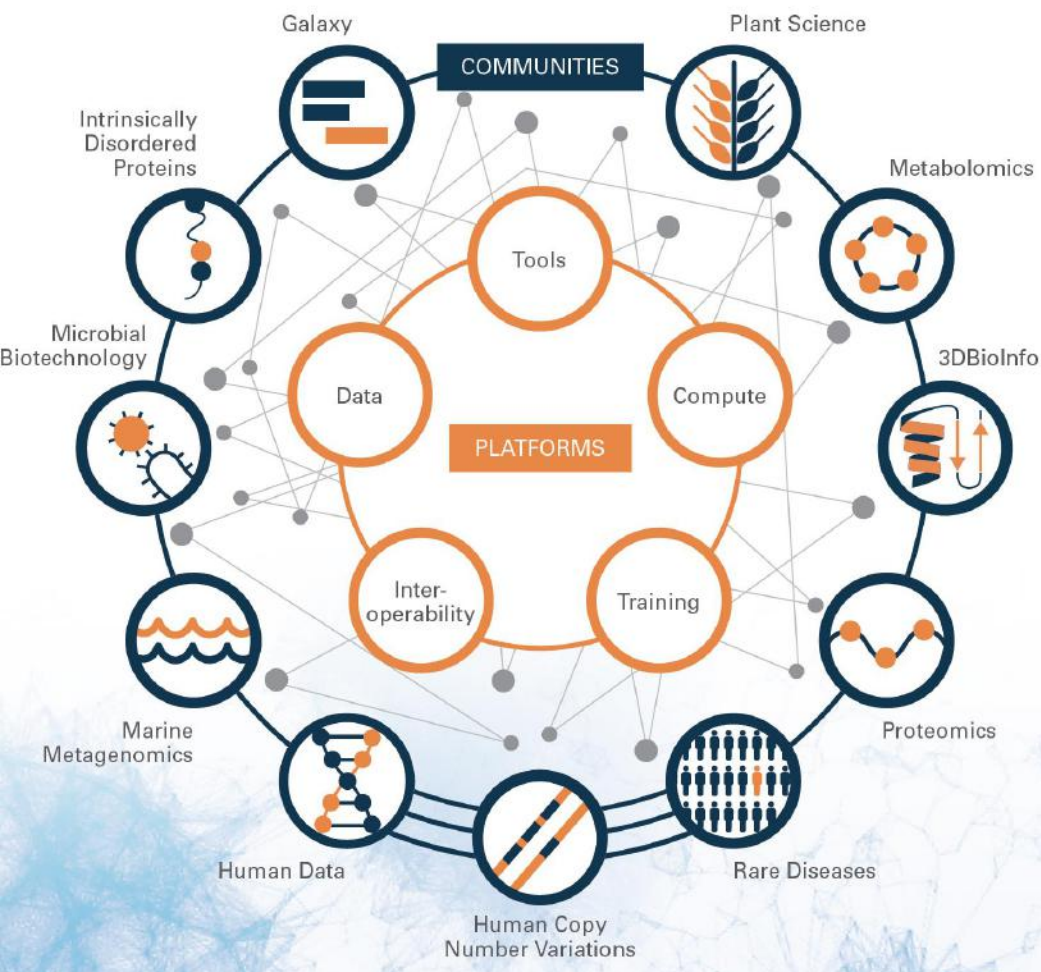 Galaxy
Plant Science
COMMUNITIES
Intrinsically
Disordered
Proteins
Metabolomics
Tools
Microbial
Biotechnology
3DBioInfo
Data
Compute
PLATFORMS
Inter-
operability
Training
Marine
Metagenomics
Proteomics
Human Data
Rare Diseases
Human Copy
Number Variations